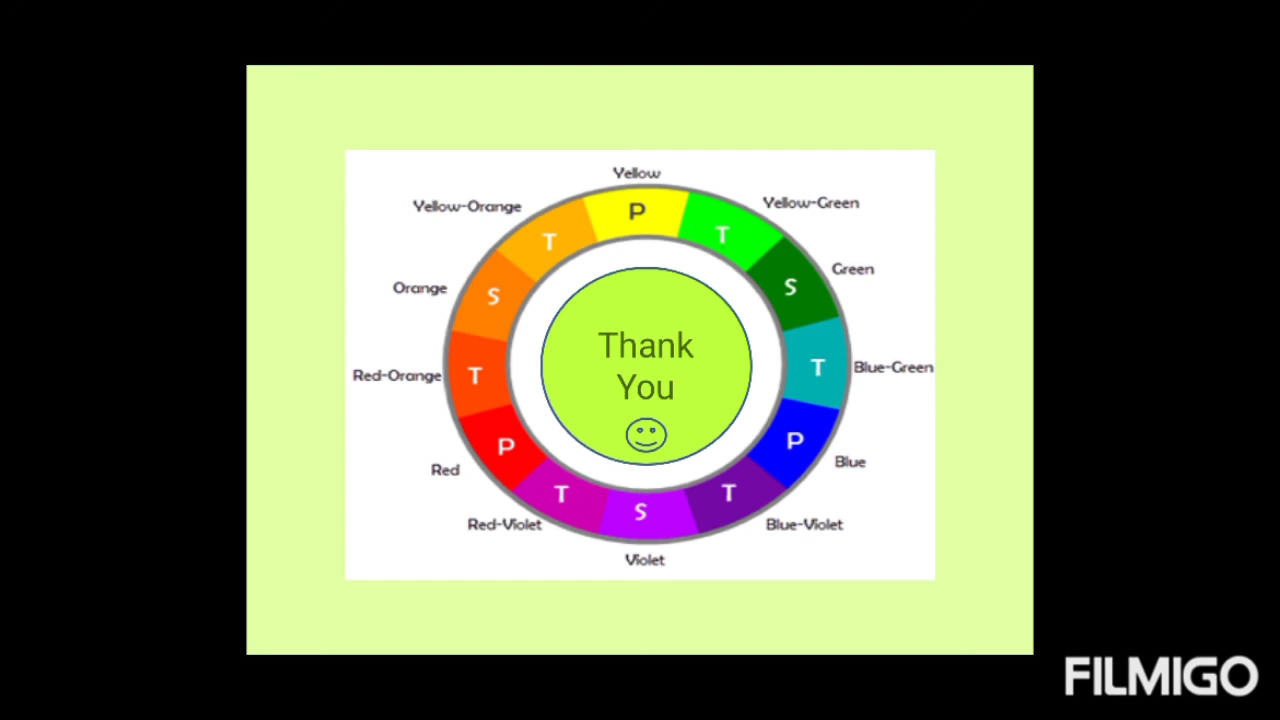 Yellow
P
Yellow-Orange
T
Yellow-Green
T
Orange
S
Green
S
Thank
You
Red-Orange
T
Blue-Green
T
Red
P
Blue
P
Red-Violet
T
Blue-Violet
T
S
Violet
FILMIGO